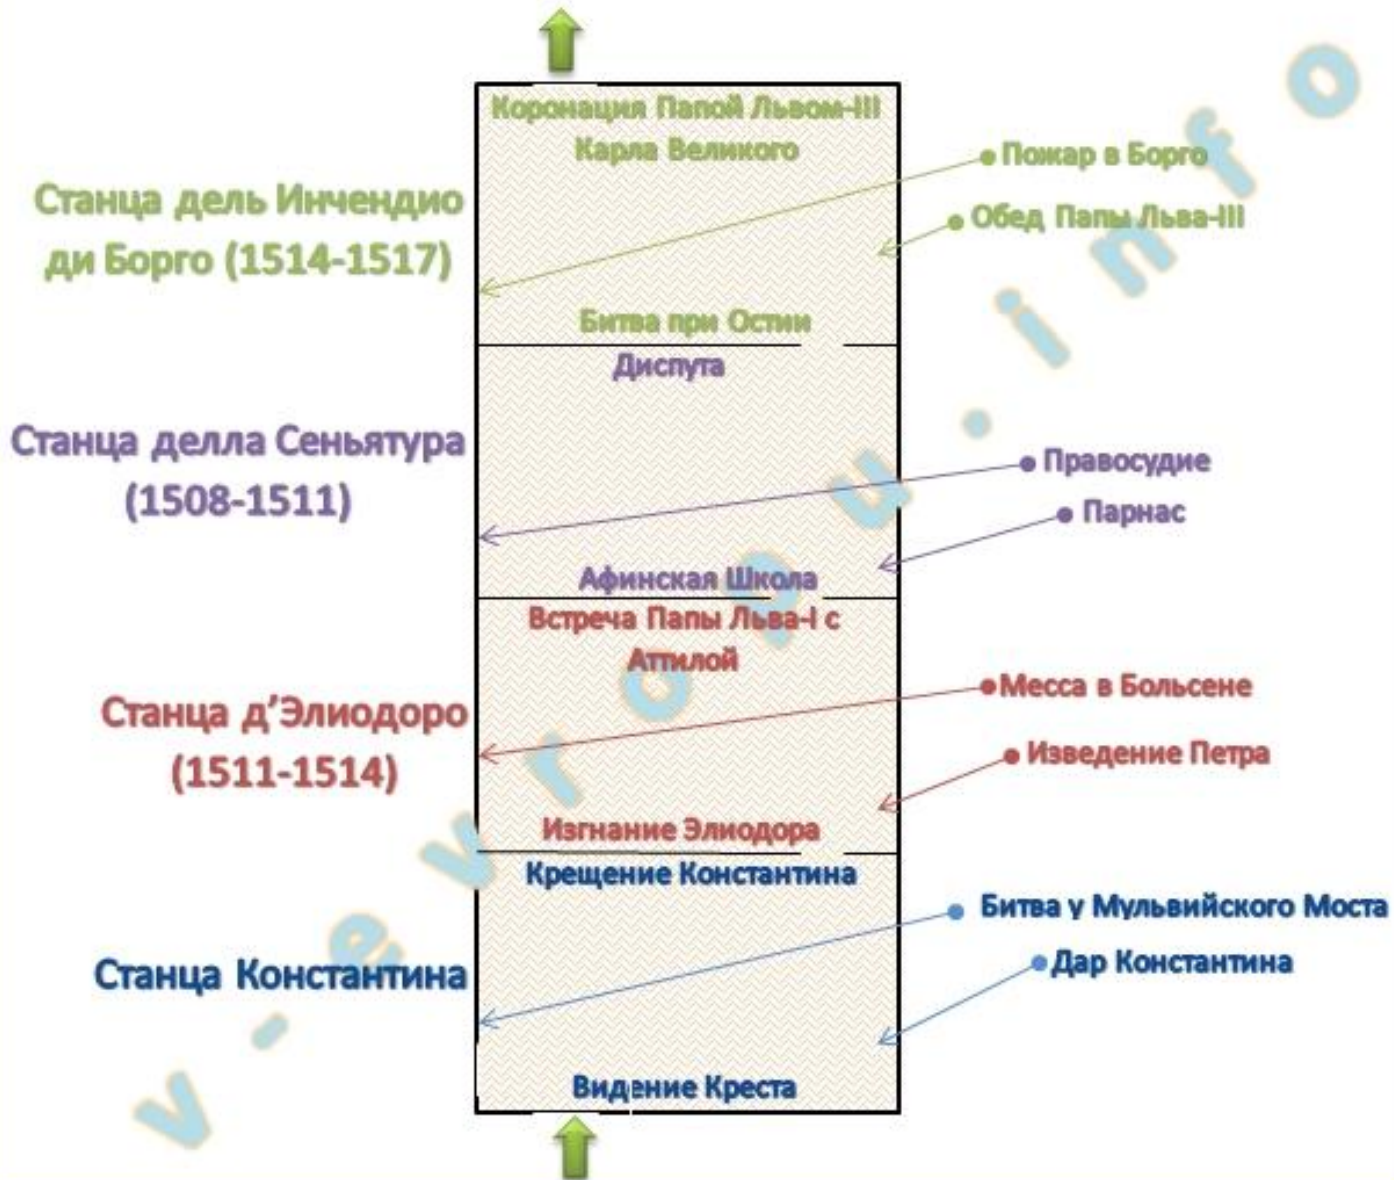 Коронация Папой Львом-III
Карла Великого
Пожар в Борго
Станца дель Инчендио
ди Борго (1514-1517)
Обед Папы Льва-III
Битва при Остии
Диспута
Станца делла Сеньятура
(1508-1511)
Правосудие
Парнас
Афинская Школа
Встреча Папы Льва-I с
Аттилой
Станца д’Элиодоро
(1511-1514)
Месса в Больсене
Изведение Петра
Изгнание Элиодора
Крещение Константина
Битва у Мульвийского Моста
Станца Константина
Дар Константина
Видение Креста
v-evropu.info